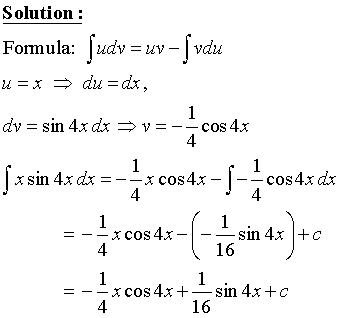 Solution :
Formula: ∫udv = uv − ∫vdu
u = x ⇒ du = dx,
dv = sin 4x dx ⇒ v = −1/4 cos 4x
∫x sin 4x dx = −1/4 x cos 4x − ∫−1/4 cos 4x dx
= −1/4 x cos 4x − (−1/16 sin 4x) + c
= −1/4 x cos 4x + 1/16 sin 4x + c